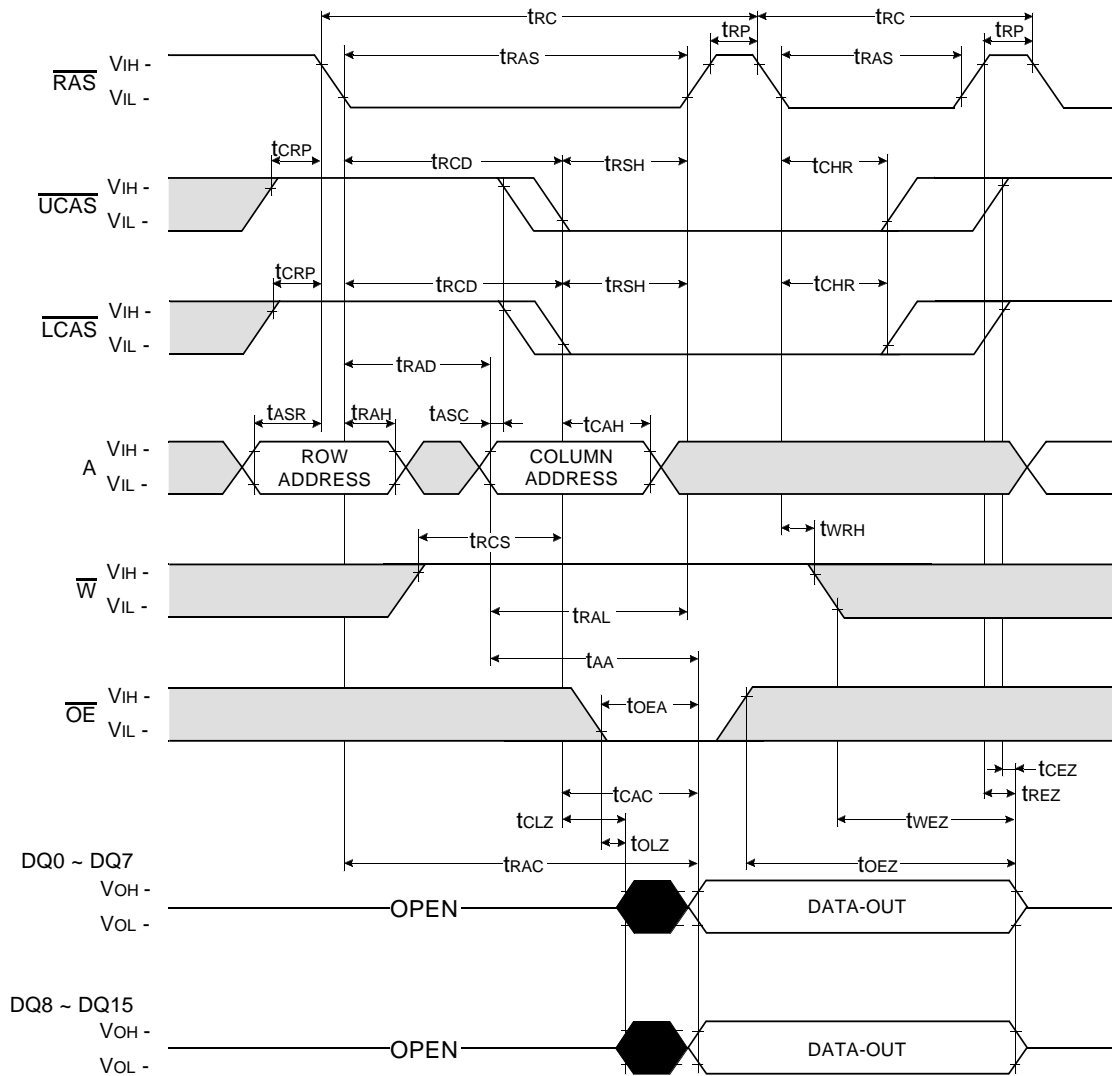 tRC tRC
tRP tRP
tRAS tRAS
RAS
VIH -
VIL -
tCRP tRCD tRSH tCHR
UCAS
VIH -
VIL -
tCRP tRCD tRSH tCHR
LCAS
VIH -
VIL -
tRAD
tASR tRAH tASC tCAH
A
VIH -
VIL -
ROW
ADDRESS
COLUMN
ADDRESS
tWRH
tRCS
W
VIH -
VIL -
tRAL
tAA
OE
VIH -
VIL -
tOEA
tCEZ
tCAC tREZ
tCLZ tWEZ
tOLZ
tRAC tOEZ
DQ0 ~ DQ7
VOH -
VOL -
OPEN DATA-OUT
DQ8 ~ DQ15
VOH -
VOL -
OPEN DATA-OUT